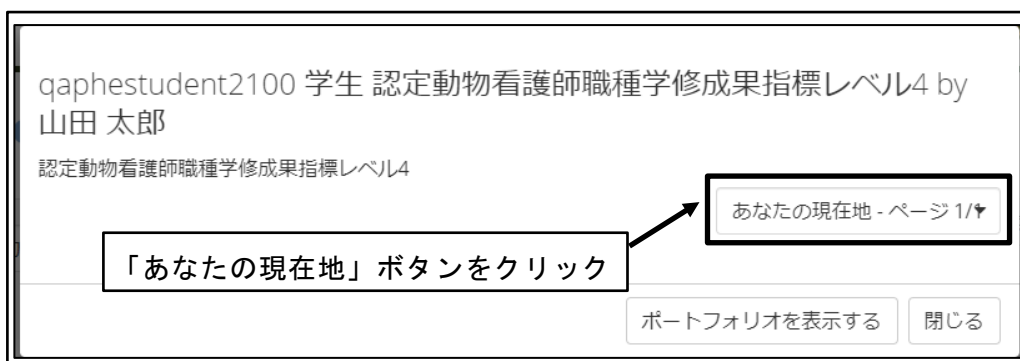 qaphestudent2100 学生 認定動物看護師職種学修成果指標レベル4 by
山田 太郎
認定動物看護師職種学修成果指標レベル4
あなたの現在地 - ページ 1/
「あなたの現在地」ボタンをクリック
ポートフォリオを表示する
閉じる